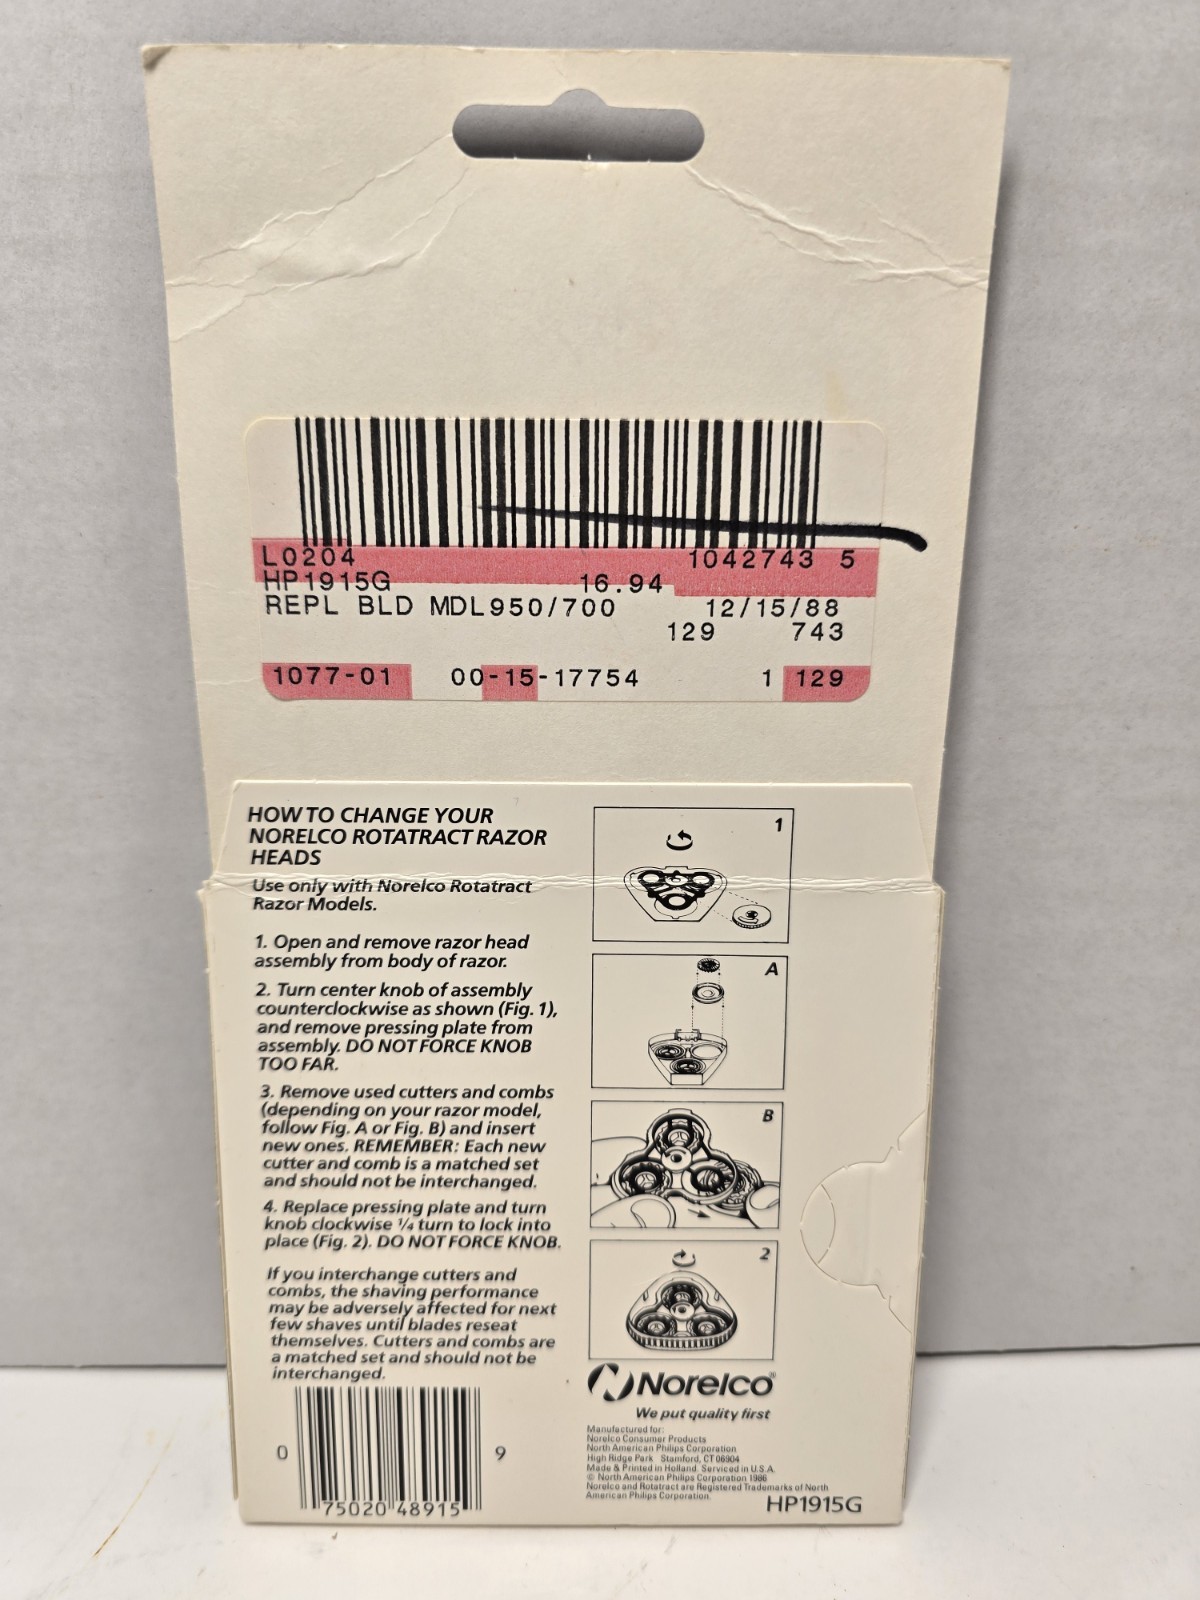 L0204 1042743 5
HP1915G 16.94
REPL BLD MDL950/700 12/15/88
129 743
1077-01 00-15-17754 1 129
HOW TO CHANGE YOUR
NORELCO ROTATRACT RAZOR
HEADS
Use only with Norelco Rotatract
Razor Models.
1. Open and remove razor head
assembly from body of razor.
2. Turn center knob of assembly
counterclockwise as shown (Fig. 1),
and remove pressing plate from
assembly. DO NOT FORCE KNOB
TOO FAR.
3. Remove used cutters and combs
(depending on your razor model,
follow Fig. A or Fig. B) and insert
new ones. REMEMBER: Each new
cutter and comb is a matched set
and should not be interchanged.
4. Replace pressing plate and turn
knob clockwise 1/4 turn to lock into
place (Fig. 2). DO NOT FORCE KNOB.
If you interchange cutters and
combs, the shaving performance
may be adversely affected for next
few shaves until blades reseat
themselves. Cutters and combs are
a matched set and should not be
interchanged.
0 75020 48915 9
1
A
B
2
Norelco®
We put quality first
Manufactured for:
Norelco Consumer Products
North American Philips Corporation
High Ridge Park Stamford, CT 06904
Made & Printed in Holland. Serviced in U.S.A.
© North American Philips Corporation 1986
Norelco and Rotatract are Registered Trademarks of North
American Philips Corporation.
HP1915G